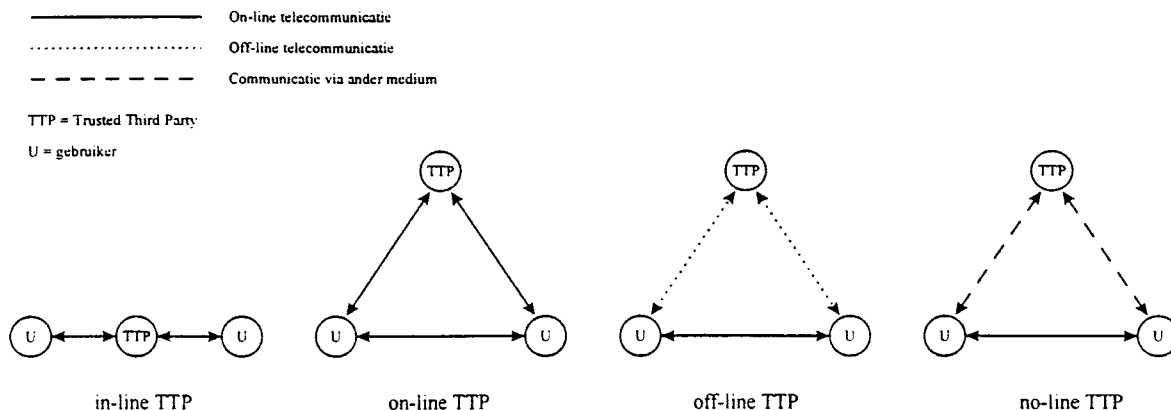 On-line telecommunicatie
Off-line telecommunicatie
Communicatie via ander medium
TTP = Trusted Third Party
U = gebruiker
TTP
TTP
TTP
U
TTP
U
U
U
U
U
U
U
in-line TTP
on-line TTP
off-line TTP
no-line TTP